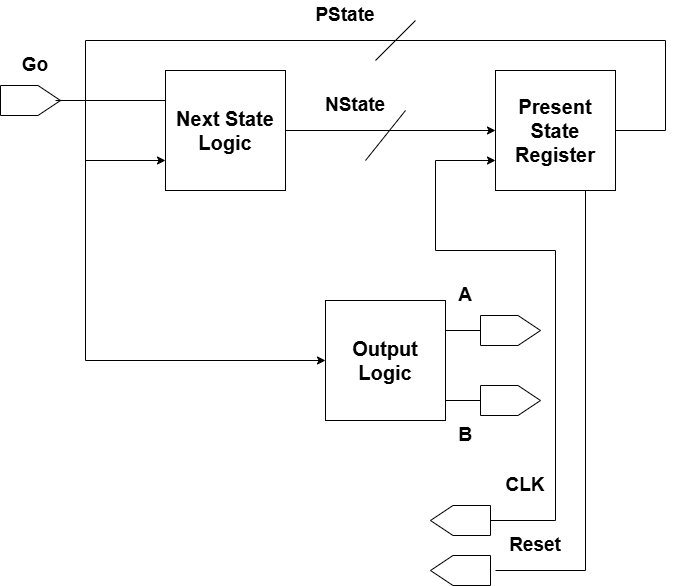 PState
Go
NState
Next State
Logic
Present
State
Register
A
Output
Logic
B
CLK
Reset